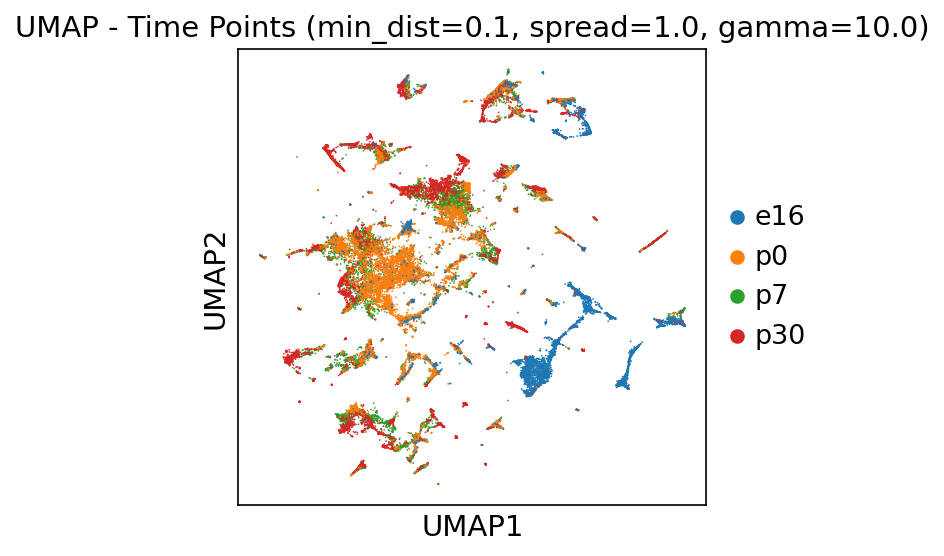 UMAP - Time Points (min_dist=0.1, spread=1.0, gamma=10.0)
UMAP2
e16
p0
p7
p30
UMAP1